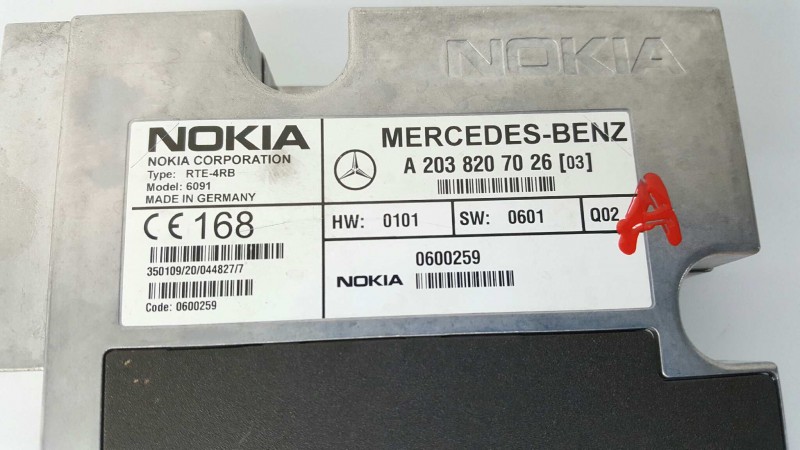 NOKIA
NOKIA
NOKIA CORPORATION
Type: RTE-4RB
Model: 6091
MADE IN GERMANY
CE 168
350109/20/044827/7
Code: 0600259
MERCEDES-BENZ
A 203 820 70 26 [03]
HW: 0101 SW: 0601 Q02
A
0600259
NOKIA